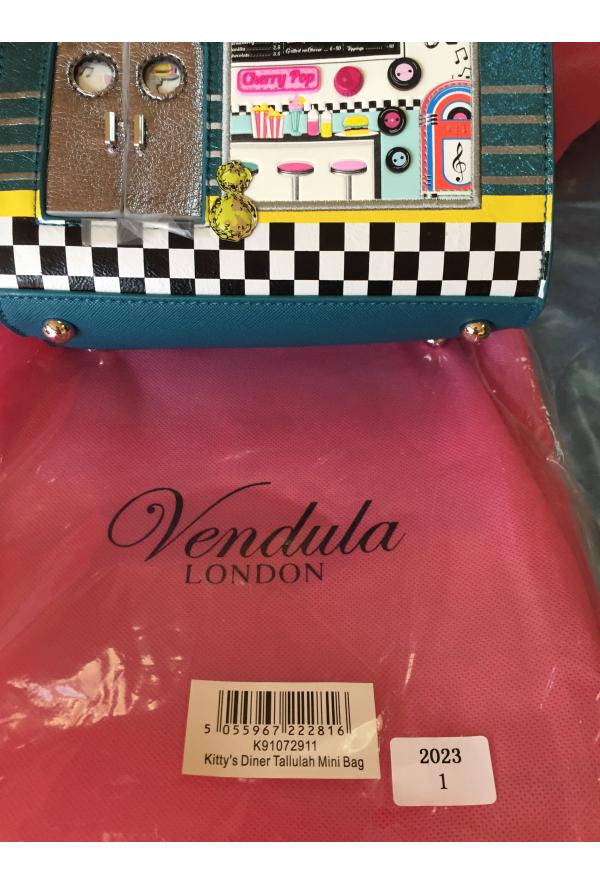 Cherry Pop
Vendula
LONDON
5 055967 222816
K91072911
Kitty's Diner Tallulah Mini Bag
2023
1